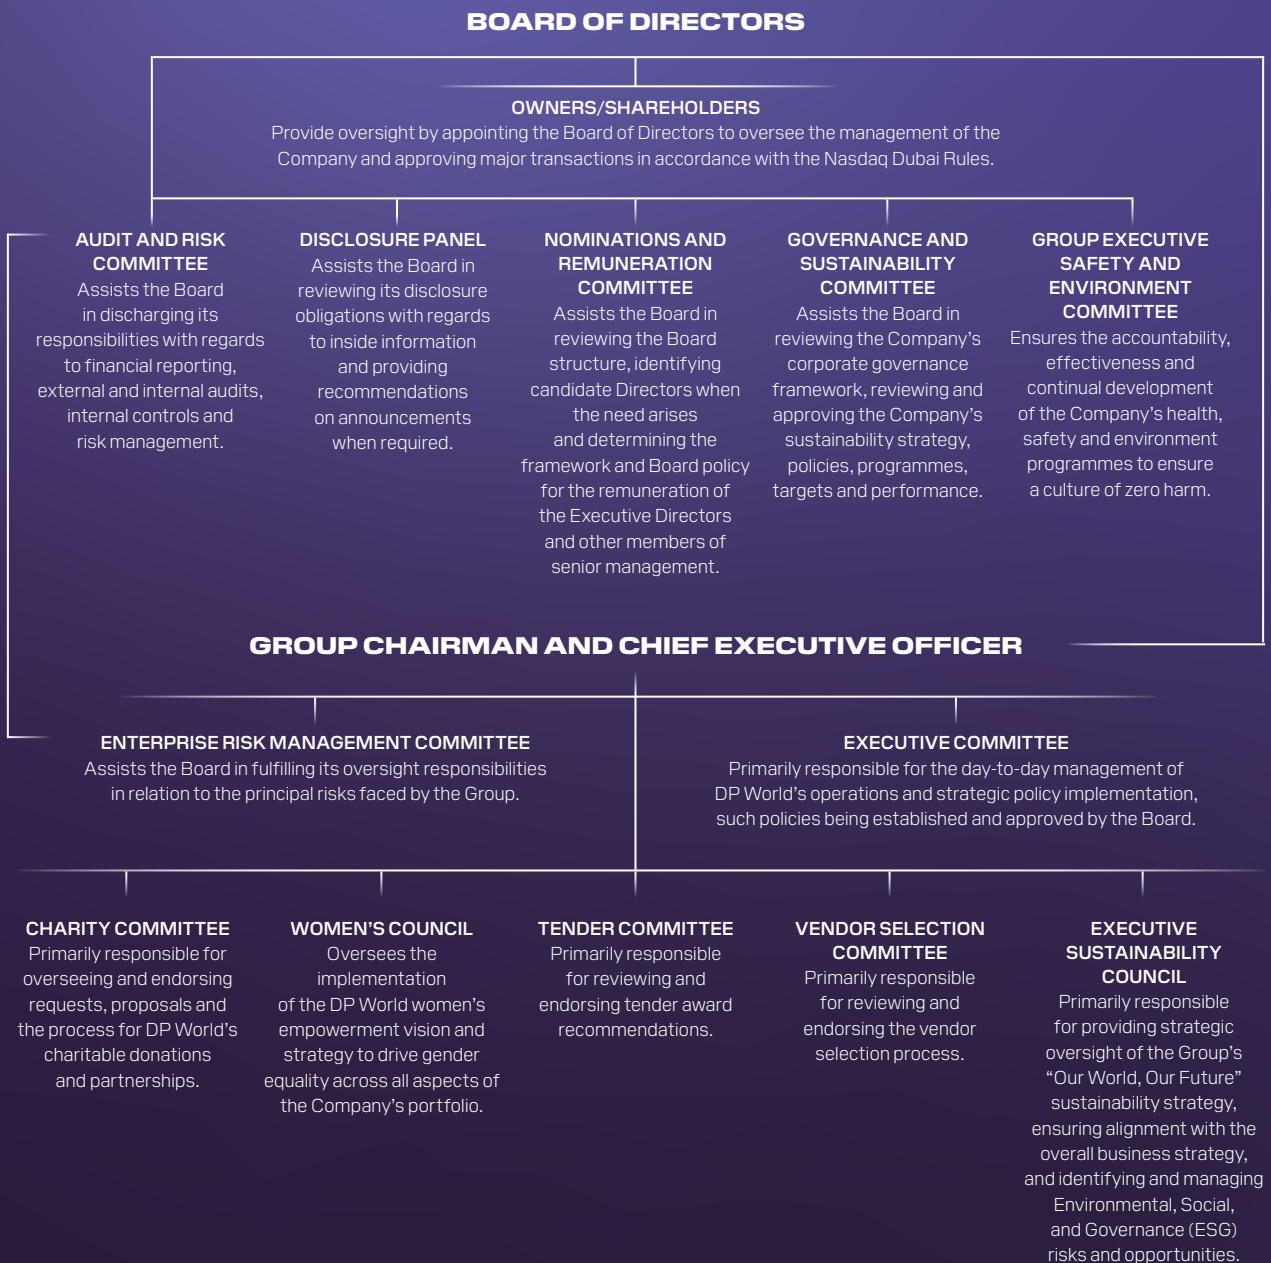 BOARD OF DIRECTORS
OWNERS/SHAREHOLDERS
Provide oversight by appointing the Board of Directors to oversee the management of the
Company and approving major transactions in accordance with the Nasdaq Dubai Rules.
AUDIT AND RISK
COMMITTEE
Assists the Board
in discharging its
responsibilities with regards
to financial reporting,
external and internal audits,
internal controls and
risk management.
DISCLOSURE PANEL
Assists the Board in
reviewing its disclosure
obligations with regards
to inside information
and providing
recommendations
on announcements
when required.
NOMINATIONS AND
REMUNERATION
COMMITTEE
Assists the Board in
reviewing the Board
structure, identifying
candidate Directors when
the need arises
and determining the
framework and Board policy
for the remuneration of
the Executive Directors
and other members of
senior management.
GOVERNANCE AND
SUSTAINABILITY
COMMITTEE
Assists the Board in
reviewing the Company's
corporate governance
framework, reviewing and
approving the Company's
sustainability strategy,
policies, programmes,
targets and performance.
GROUP EXECUTIVE
SAFETY AND
ENVIRONMENT
COMMITTEE
Ensures the accountability,
effectiveness and
continual development
of the Company's health,
safety and environment
programmes to ensure
a culture of zero harm.
GROUP CHAIRMAN AND CHIEF EXECUTIVE OFFICER
ENTERPRISE RISK MANAGEMENT COMMITTEE
Assists the Board in fulfilling its oversight responsibilities
in relation to the principal risks faced by the Group.
EXECUTIVE COMMITTEE
Primarily responsible for the day-to-day management of
DP World's operations and strategic policy implementation,
such policies being established and approved by the Board.
CHARITY COMMITTEE
Primarily responsible for
overseeing and endorsing
requests, proposals and
the process for DP World's
charitable donations
and partnerships.
WOMEN'S COUNCIL
Oversees the
implementation
of the DP World women's
empowerment vision and
strategy to drive gender
equality across all aspects of
the Company's portfolio.
TENDER COMMITTEE
Primarily responsible
for reviewing and
endorsing tender award
recommendations.
VENDOR SELECTION
COMMITTEE
Primarily responsible
for reviewing and
endorsing the vendor
selection process.
EXECUTIVE
SUSTAINABILITY
COUNCIL
Primarily responsible
for providing strategic
oversight of the Group's
“Our World, Our Future”
sustainability strategy,
ensuring alignment with the
overall business strategy,
and identifying and managing
Environmental, Social,
and Governance (ESG)
risks and opportunities.